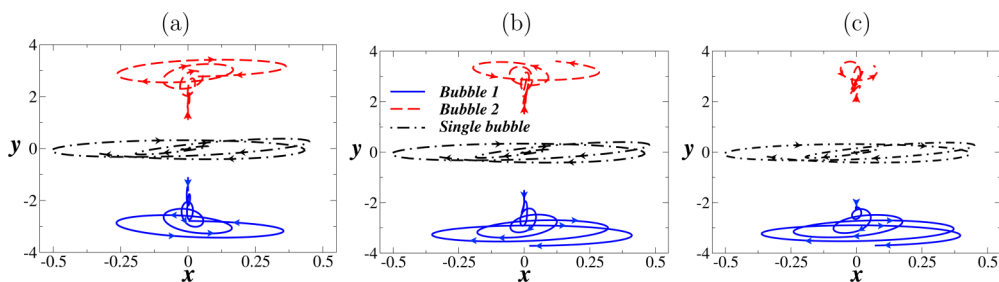 (a) (b) (c)
4 4 4
2 2 2
y 0 y 0 y 0
-2 -2 -2
-4 -4 -4
-0.5 -0.25 0 0.25 0.5 -0.5 -0.25 0 0.25 0.5 -0.5 -0.25 0 0.25 0.5
x x x
Bubble 1
Bubble 2
Single bubble